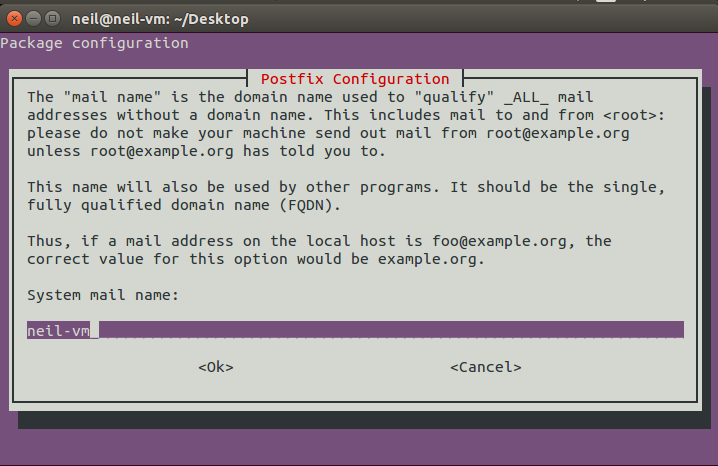 neil@neil-vm: ~/Desktop
Package configuration
Postfix Configuration
The "mail name" is the domain name used to "qualify" _ALL_ mail
addresses without a domain name. This includes mail to and from <root>:
please do not make your machine send out mail from root@example.org
unless root@example.org has told you to.
This name will also be used by other programs. It should be the single,
fully qualified domain name (FQDN).
Thus, if a mail address on the local host is foo@example.org, the
correct value for this option would be example.org.
System mail name:
neil-vm
<Ok> <Cancel>